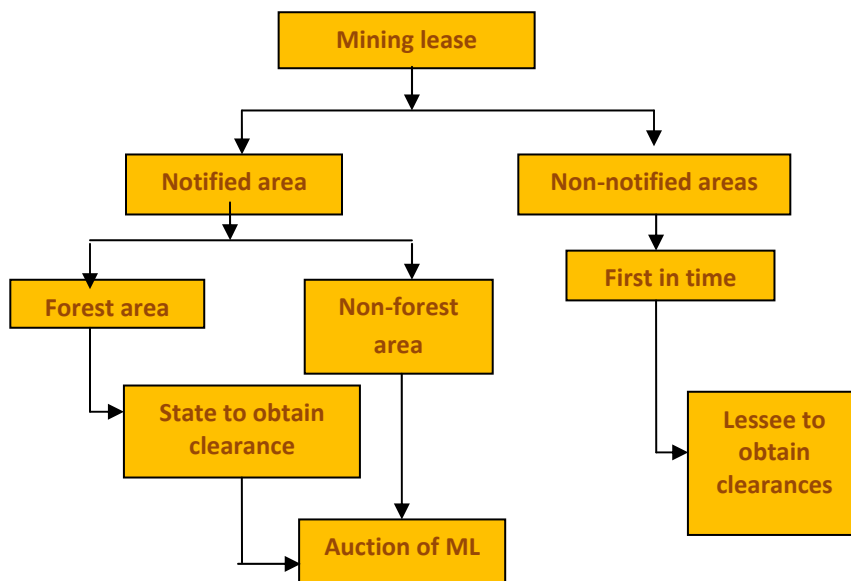 Mining lease
Notified area
Non-notified areas
First in time
Forest area
Non-forest
area
State to obtain
clearance
Lessee to
obtain
clearances
Auction of ML